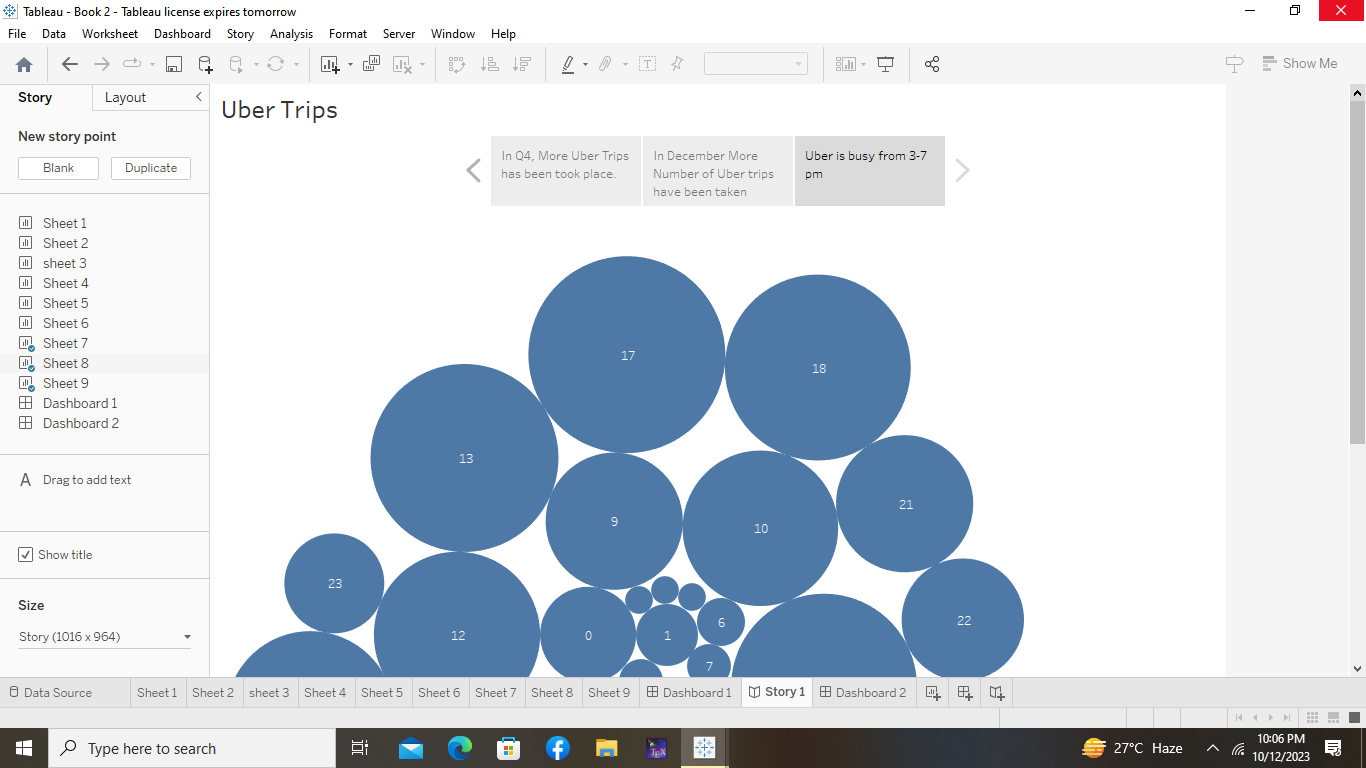 Tableau - Book 2 - Tableau license expires tomorrow
File Data Worksheet Dashboard Story Analysis Format Server Window Help
Show Me
Story Layout
New story point
Blank Duplicate
Sheet 1
Sheet 2
sheet 3
Sheet 4
Sheet 5
Sheet 6
Sheet 7
Sheet 8
Sheet 9
Dashboard 1
Dashboard 2
A Drag to add text
Show title
Size
Story (1016 x 964)
Uber Trips
In Q4, More Uber Trips
has been took place.
In December More
Number of Uber trips
have been taken
Uber is busy from 3-7
pm
17
18
13
21
9
10
23
22
12
0
1
6
7
Data Source Sheet 1 Sheet 2 sheet 3 Sheet 4 Sheet 5 Sheet 6 Sheet 7 Sheet 8 Sheet 9 Dashboard 1 Story 1 Dashboard 2
Type here to search
27°C Haze
10:06 PM
10/12/2023